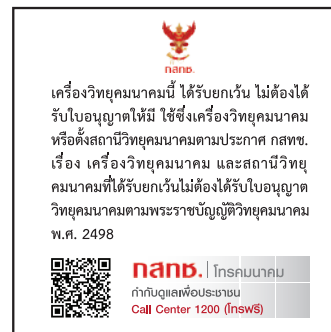 กสทช.
เครื่องวิทยุคมนาคมนี้ ได้รับยกเว้น ไม่ต้องได้
รับใบอนุญาตให้มี ใช้ซึ่งเครื่องวิทยุคมนาคม
หรือตั้งสถานีวิทยุคมนาคมตามประกาศ กสทช.
เรื่อง เครื่องวิทยุคมนาคม และสถานีวิทยุ
คมนาคมที่ได้รับยกเว้นไม่ต้องได้รับใบอนุญาต
วิทยุคมนาคมตามพระราชบัญญัติวิทยุคมนาคม
พ.ศ. 2498
กสทช. | โทรคมนาคม
กำกับดูแลเพื่อประชาชน
Call Center 1200 (โทรฟรี)